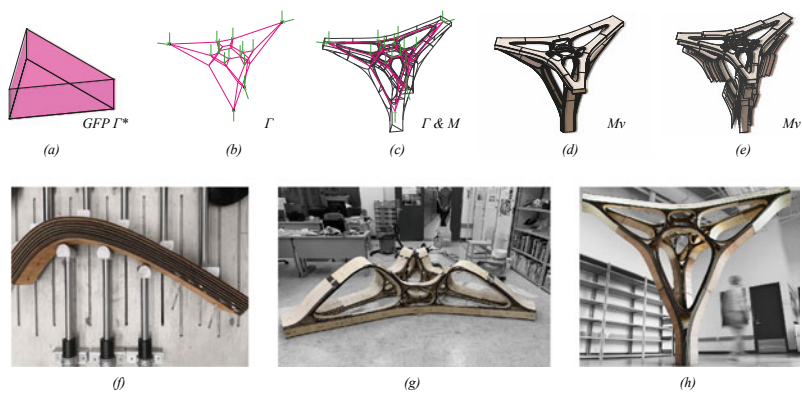 GFP Γ*
Γ
Γ & M
Mv
Mv
(a)
(b)
(c)
(d)
(e)
(f)
(g)
(h)